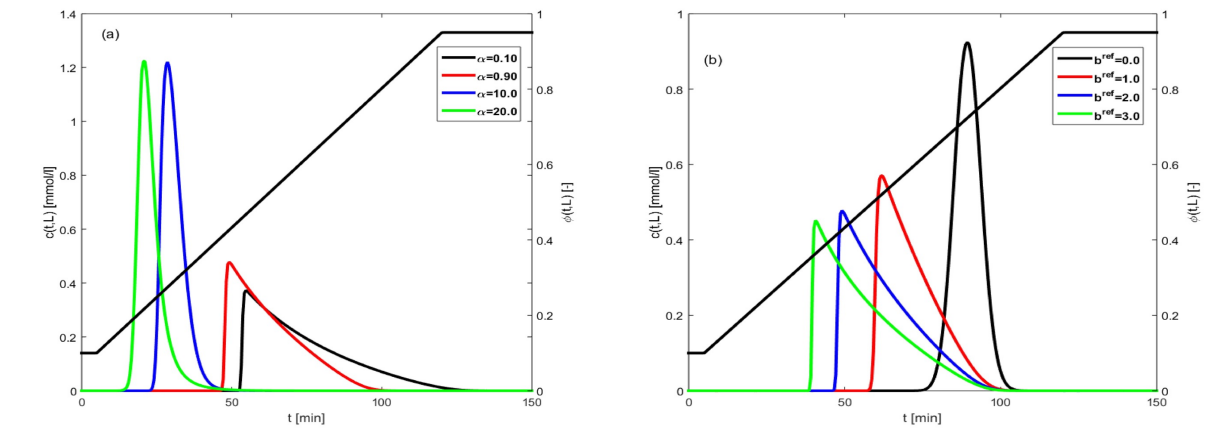 (a)
α=0.10
α=0.90
α=10.0
α=20.0
c(t,L) [mmol/l]
1.4
1.2
1
0.8
0.6
0.4
0.2
0
0
50
100
150
t [min]
1
0.8
0.6
0.4
0.2
0
ϕ(t,L) [-]
(b)
b^ref=0.0
b^ref=1.0
b^ref=2.0
b^ref=3.0
c(t,L) [mmol/l]
1
0.8
0.6
0.4
0.2
0
0
50
100
150
t [min]
1
0.8
0.6
0.4
0.2
0
ϕ(t,L) [-]